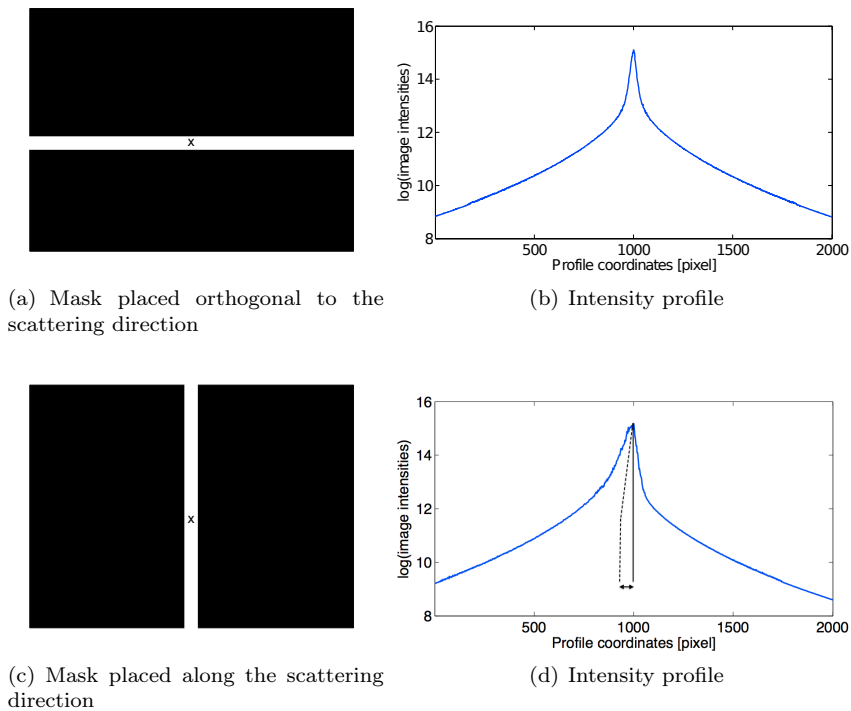 x
16
14
12
10
8
500
1000
1500
2000
log(image intensities)
Profile coordinates [pixel]
(a) Mask placed orthogonal to the
scattering direction
(b) Intensity profile
x
16
14
12
10
8
500
1000
1500
2000
log(image intensities)
Profile coordinates [pixel]
(c) Mask placed along the scattering
direction
(d) Intensity profile